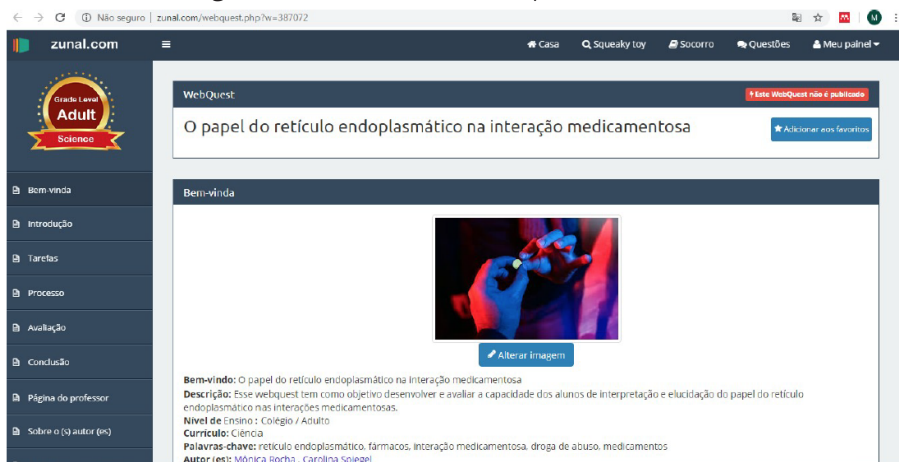 Não seguro | zunal.com/webquest.php?w=387072
M
zunal.com
Casa
Squeaky toy
Socorro
Questões
Meu painel
Grade Level
Adult
Science
WebQuest
Este WebQuest não é publicado
O papel do retículo endoplasmático na interação medicamentosa
Adicionar aos favoritos
Bem-vinda
Introdução
Tarefas
Processo
Avaliação
Conclusão
Página do professor
Sobre o (s) autor (es)
Bem-vinda
Alterar imagem
Bem-vindo: O papel do retículo endoplasmático na interação medicamentosa
Descrição: Esse webquest tem como objetivo desenvolver e avaliar a capacidade dos alunos de interpretação e elucidação do papel do retículo
endoplasmático nas interações medicamentosas.
Nível de Ensino : Colégio / Adulto
Currículo: Ciência
Palavras-chave: retículo endoplasmático, fármacos, interação medicamentosa, droga de abuso, medicamentos
Autor (es): Mônica Rocha , Carolina Spiegel